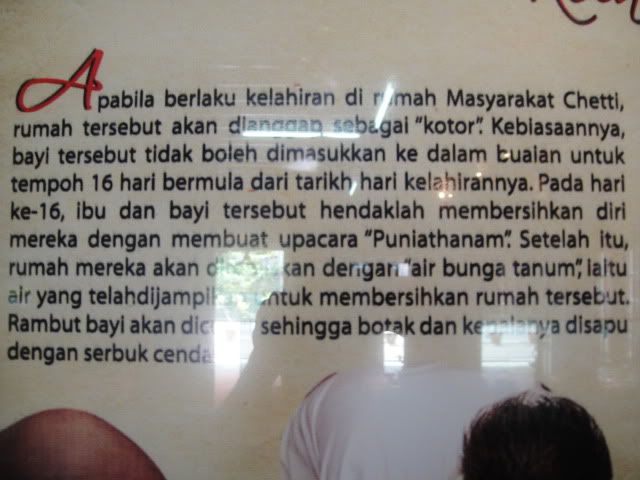 Apabila berlaku kelahiran di rumah Masyarakat Chetti,
rumah tersebut akan dianggap sebagai "kotor". Kebiasaannya,
bayi tersebut tidak boleh dimasukkan ke dalam buaian untuk
tempoh 16 hari bermula dari tarikh hari kelahirannya. Pada hari
ke-16, ibu dan bayi tersebut hendaklah membersihkan diri
mereka dengan membuat upacara "Puniathanam". Setelah itu,
rumah mereka akan dengan "air bunga tanum", iaitu
air yang untuk membersihkan rumah tersebut.
Rambut bayi akan sehingga botak dan kepalanya disapu
dengan serbuk